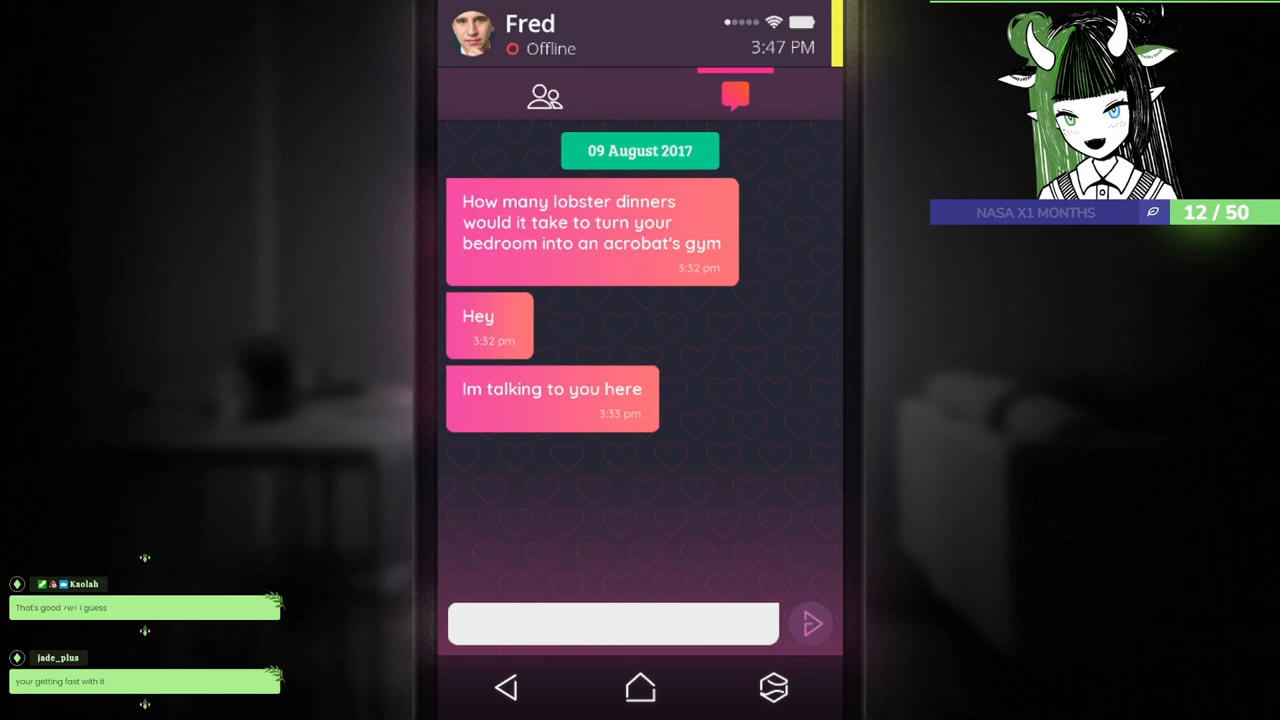 Fred
Offline
3:47 PM
09 August 2017
How many lobster dinners
would it take to turn your
bedroom into an acrobat's gym
3:32 pm
Hey
3:32 pm
Im talking to you here
3:33 pm
NASA X1 MONTHS
12 / 50
Kaolah
That's good >w< I guess
Jade_plus
your getting fast with it